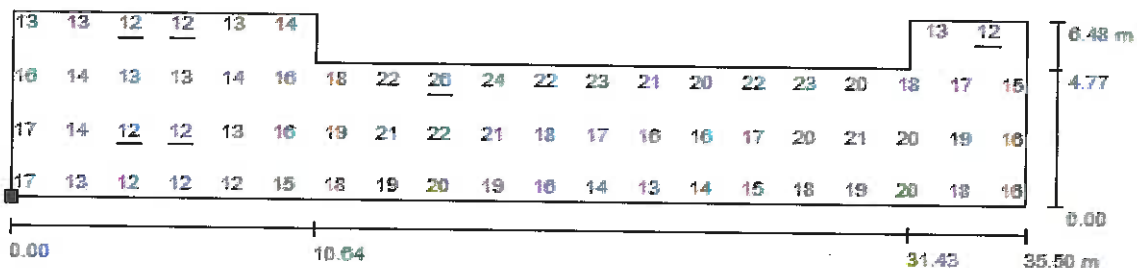 13 13 12 12 13 14 13 12
6.48 m
16 14 13 13 14 16 18 22 26 24 22 23 21 20 22 23 20 18 17 15
4.77
17 14 12 12 13 16 19 21 22 21 18 17 16 16 17 20 21 20 19 16
17 13 12 12 12 15 18 19 20 19 16 14 13 14 15 18 19 20 18 16
0.00
0.00 10.64 31.43 35.50 m